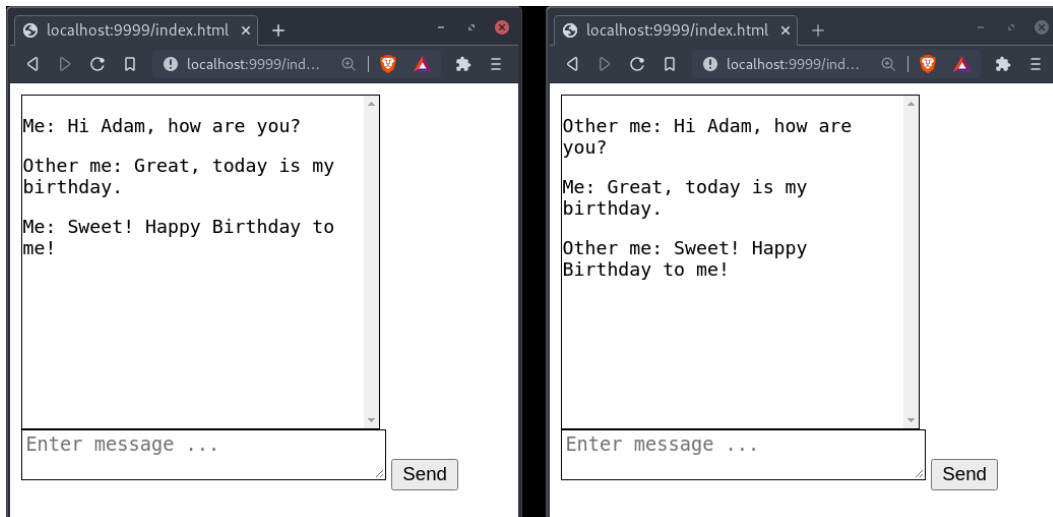 localhost:9999/index.html × +
localhost:9999/ind...
Me: Hi Adam, how are you?
Other me: Great, today is my
birthday.
Me: Sweet! Happy Birthday to
me!
Enter message ...
Send
localhost:9999/index.html × +
localhost:9999/ind...
Other me: Hi Adam, how are
you?
Me: Great, today is my
birthday.
Other me: Sweet! Happy
Birthday to me!
Enter message ...
Send